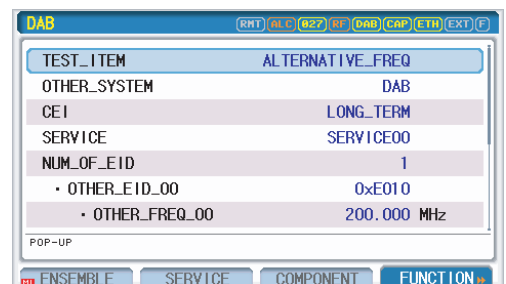 DAB RMT ALC 027 RF DAB CAP ETH EXT F
TEST_ITEM ALTERNATIVE_FREQ
OTHER_SYSTEM DAB
CEI LONG_TERM
SERVICE SERVICE00
NUM_OF_EID 1
· OTHER_EID_00 0xE010
· OTHER_FREQ_00 200.000 MHz
POP-UP
M1 ENSEMBLE SERVICE COMPONENT FUNCTION